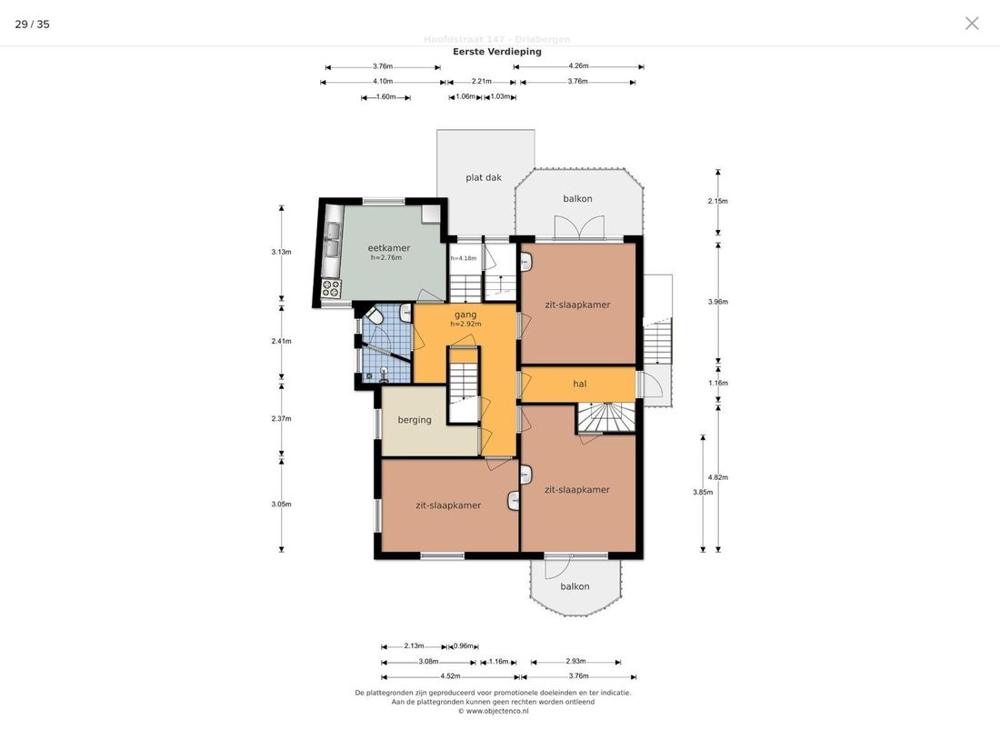 29 / 35
Hoofdstraat 147 - Driebergen
Eerste Verdieping
3.76m
4.26m
4.10m
2.21m
3.76m
1.60m
1.06m
1.03m
plat dak
balkon
2.15m
eetkamer
h=2.76m
h=4.18m
3.13m
zit-slaapkamer
3.96m
gang
h=2.92m
2.41m
hal
1.16m
berging
2.37m
4.82m
3.85m
zit-slaapkamer
zit-slaapkamer
3.05m
balkon
2.13m
0.96m
3.08m
1.16m
2.93m
4.52m
3.76m
De plattegronden zijn geproduceerd voor promotionele doeleinden en ter indicatie.
Aan de plattegronden kunnen geen rechten worden ontleend
© www.objectenco.nl